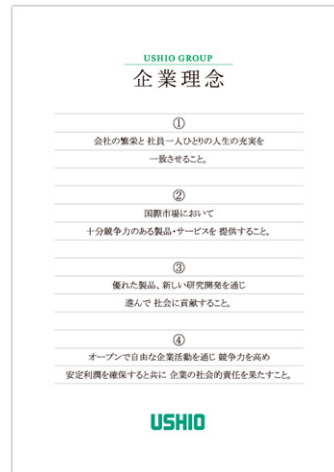 USHIO GROUP
企業理念
①
会社の繁栄と 社員一人ひとりの人生の充実を
一致させること。
②
国際市場において
十分競争力のある製品・サービスを 提供すること。
③
優れた製品、新しい研究開発を通じ
進んで 社会に貢献すること。
④
オープンで自由な企業活動を通じ 競争力を高め
安定利潤を確保すると共に 企業の社会的責任を果たすこと。
USHIO